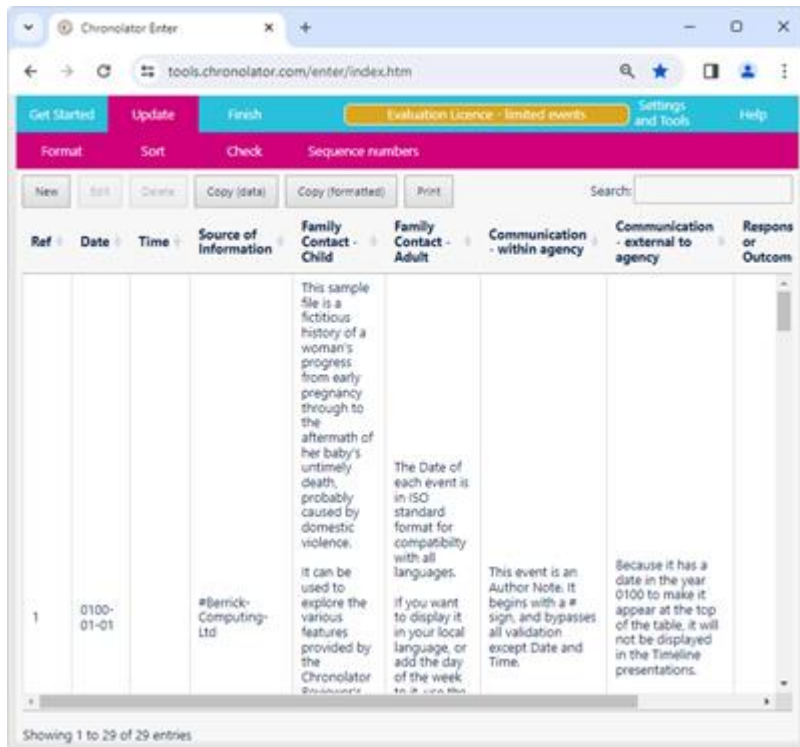 Chronolator Enter
tools.chronolator.com/enter/index.htm
Get Started Update Finish Evaluation Licence - limited events Settings and Tools Help
Format Sort Check Sequence numbers
New Edit Delete Copy (data) Copy (formatted) Print Search:
Ref Date Time Source of Information Family Contact - Child Family Contact - Adult Communication - within agency Communication - external to agency Respons or Outcom
1
0100-
01-01
#Berrick-
Computing-
Ltd
This sample
file is a
fictitious
history of a
woman's
progress
from early
pregnancy
through to
the
aftermath of
her baby's
untimely
death,
probably
caused by
domestic
violence.
It can be
used to
explore the
various
features
provided by
the
Chronolator
Reviewer's
The Date of
each event is
in ISO
standard
format for
compatibilty
with all
languages.
If you want
to display it
in your local
language, or
add the day
of the week
to it, use the
This event is an
Author Note. It
begins with a #
sign, and bypasses
all validation
except Date and
Time.
Because it has a
date in the year
0100 to make it
appear at the top
of the table, it will
not be displayed
in the Timeline
presentations.
Showing 1 to 29 of 29 entries